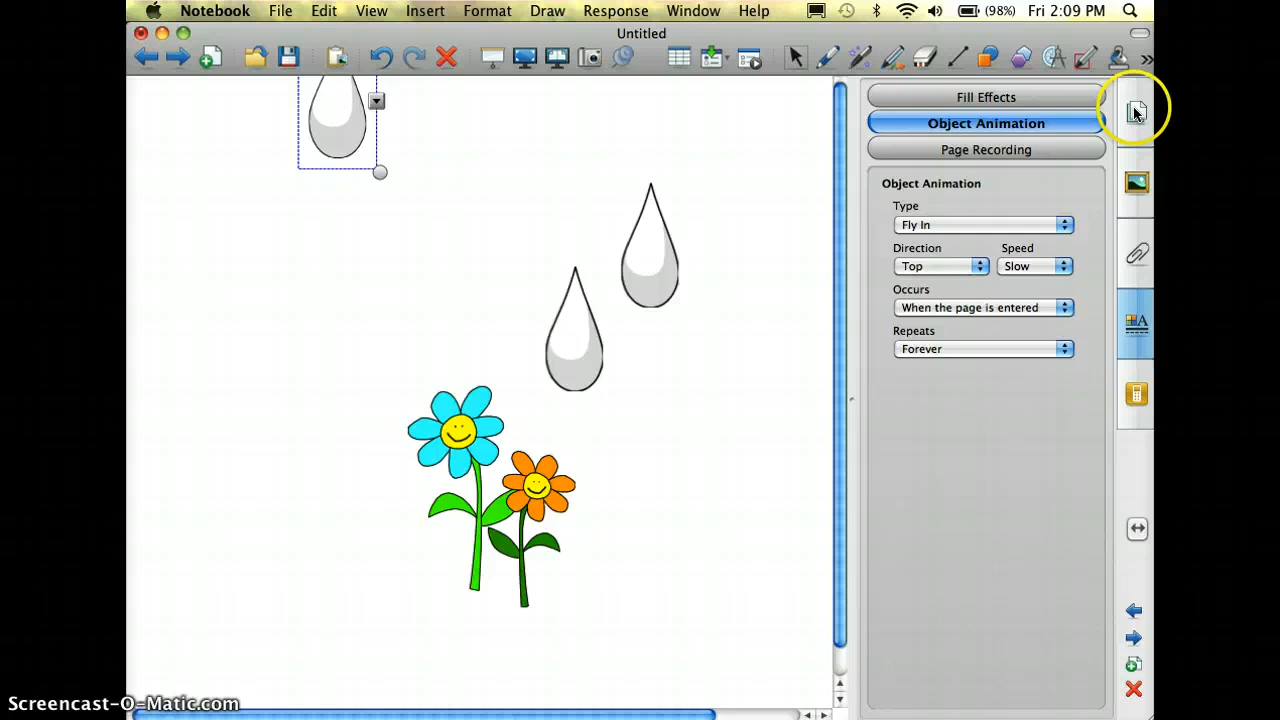 Notebook File Edit View Insert Format Draw Response Window Help (98%) Fri 2:09 PM
Untitled
Fill Effects
Object Animation
Page Recording
Object Animation
Type
Fly In
Direction Speed
Top Slow
Occurs
When the page is entered
Repeats
Forever
A
Screencast-O-Matic.com